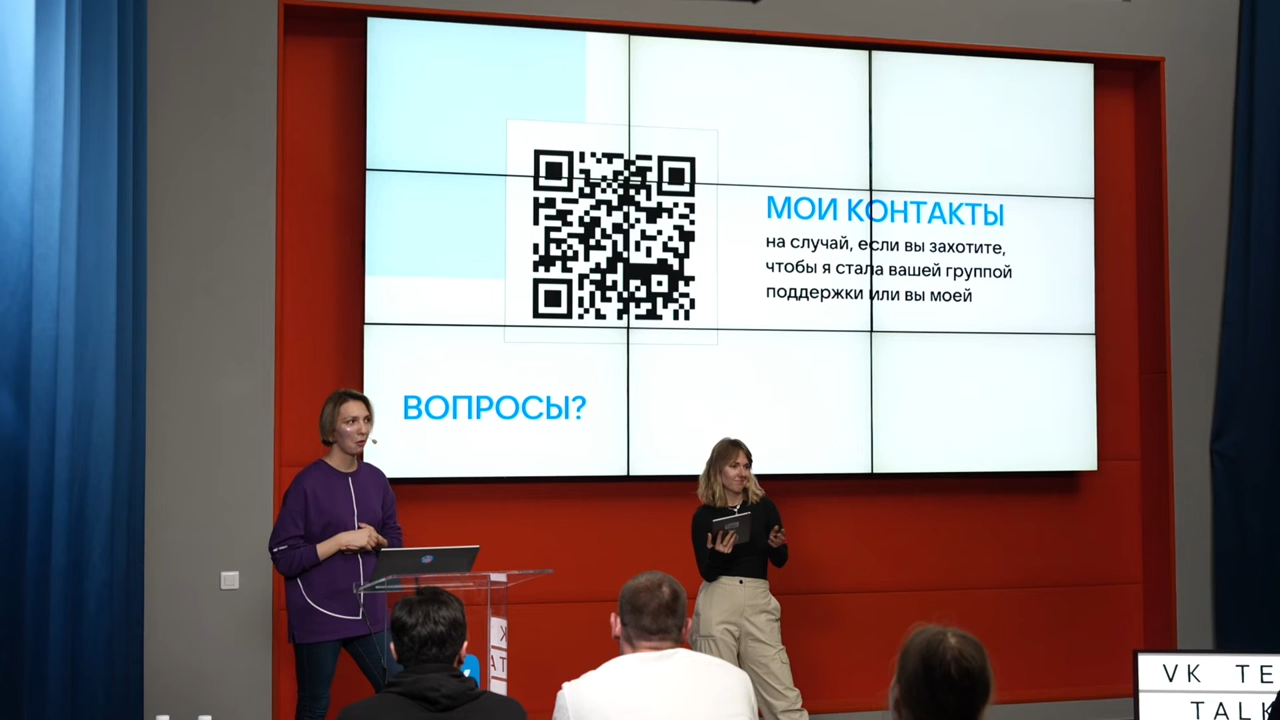 МОИ КОНТАКТЫ
на случай, если вы захотите,
чтобы я стала вашей группой
поддержки или вы моей
ВОПРОСЫ?
VK TE
TALK